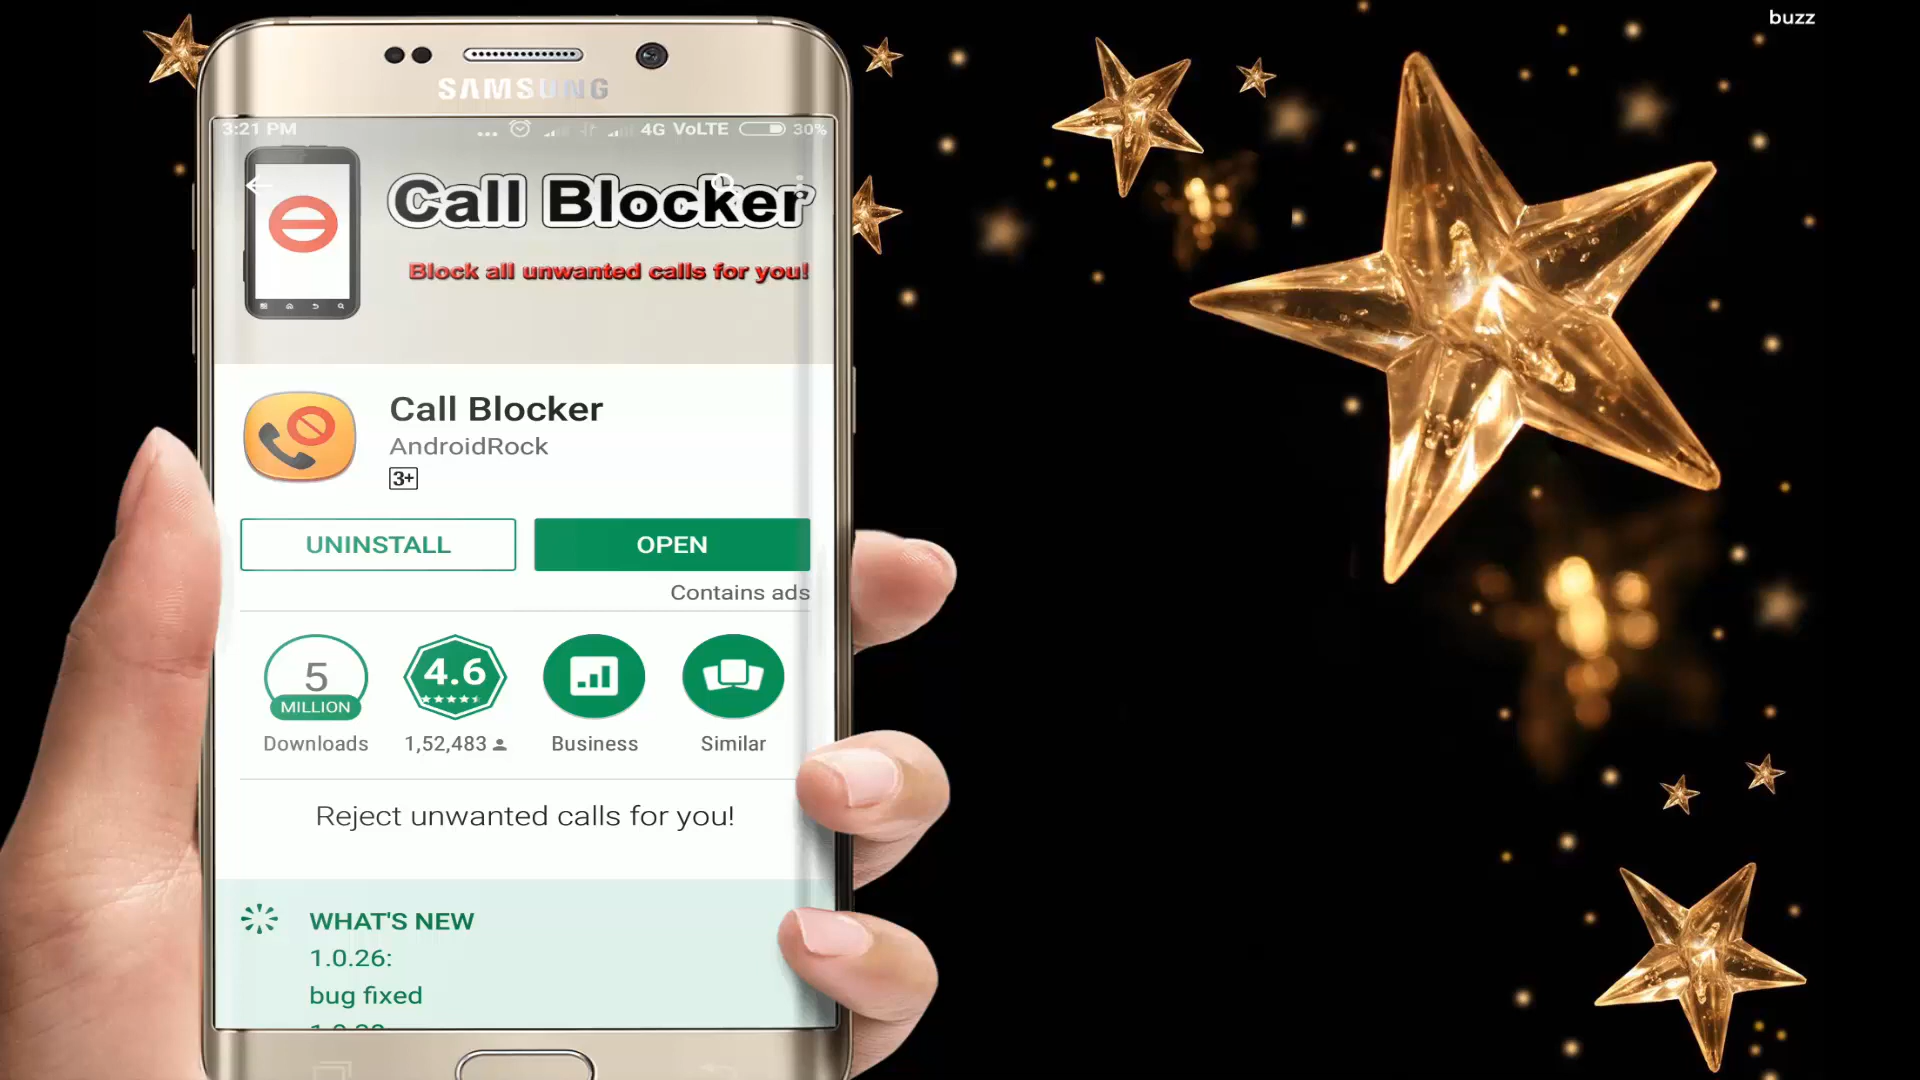 buzz
SAMSUNG
3:21 PM 4G VoLTE 30%
Call Blocker
Block all unwanted calls for you!
Call Blocker
AndroidRock
3+
UNINSTALL OPEN
Contains ads
5
MILLION
4.6
Downloads 1,52,483 Business Similar
Reject unwanted calls for you!
WHAT'S NEW
1.0.26:
bug fixed